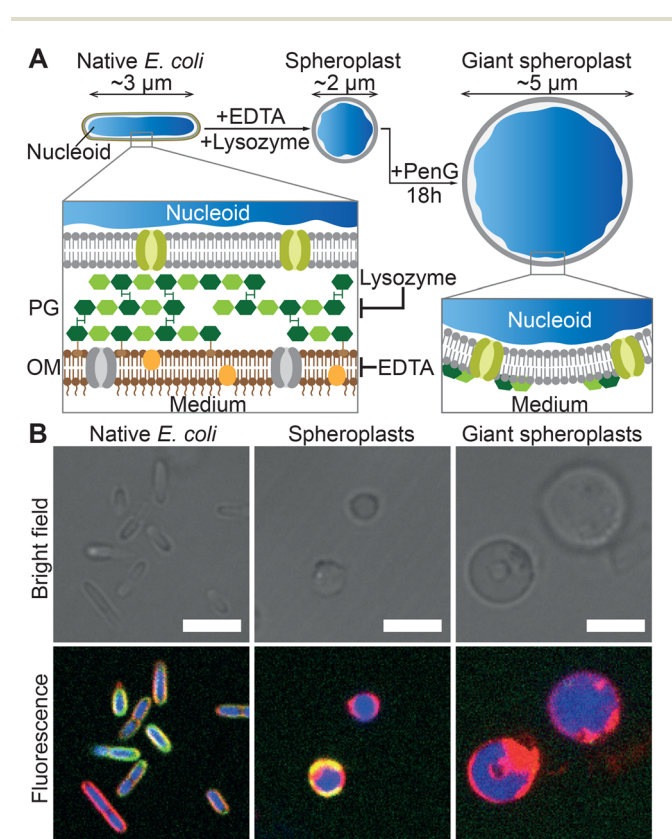 A
Native E. coli
~3 µm
Spheroplast
~2 µm
Giant spheroplast
~5 µm
+EDTA
+Lysozyme
Nucleoid
+PenG
18h
Nucleoid
Lysozyme
PG
OM
EDTA
Medium
Nucleoid
Medium
B
Native E. coli
Spheroplasts
Giant spheroplasts
Bright field
Fluorescence